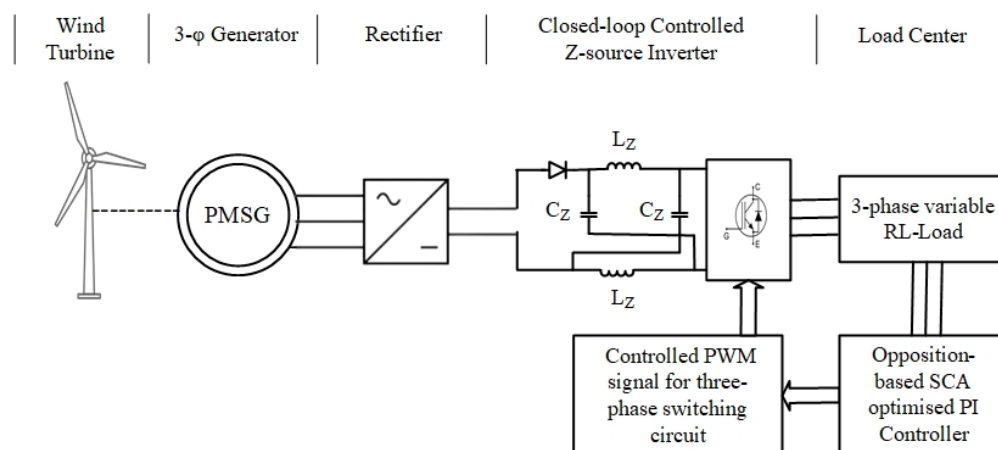 Wind
Turbine
3-φ Generator
Rectifier
Closed-loop Controlled
Z-source Inverter
Load Center
PMSG
L_Z
C_Z
C_Z
L_Z
C
G
E
3-phase variable
RL-Load
Controlled PWM
signal for three-
phase switching
circuit
Opposition-
based SCA
optimised PI
Controller